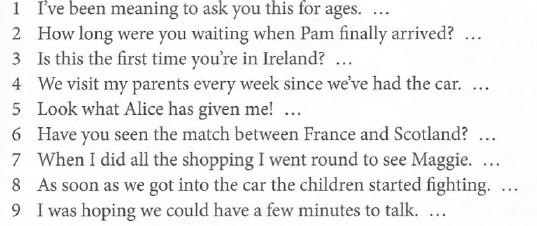 1 I've been meaning to ask you this for ages. ...
2 How long were you waiting when Pam finally arrived? ...
3 Is this the first time you're in Ireland? ...
4 We visit my parents every week since we've had the car. ...
5 Look what Alice has given me! ...
6 Have you seen the match between France and Scotland? ...
7 When I did all the shopping I went round to see Maggie. ...
8 As soon as we got into the car the children started fighting. ...
9 I was hoping we could have a few minutes to talk. ...